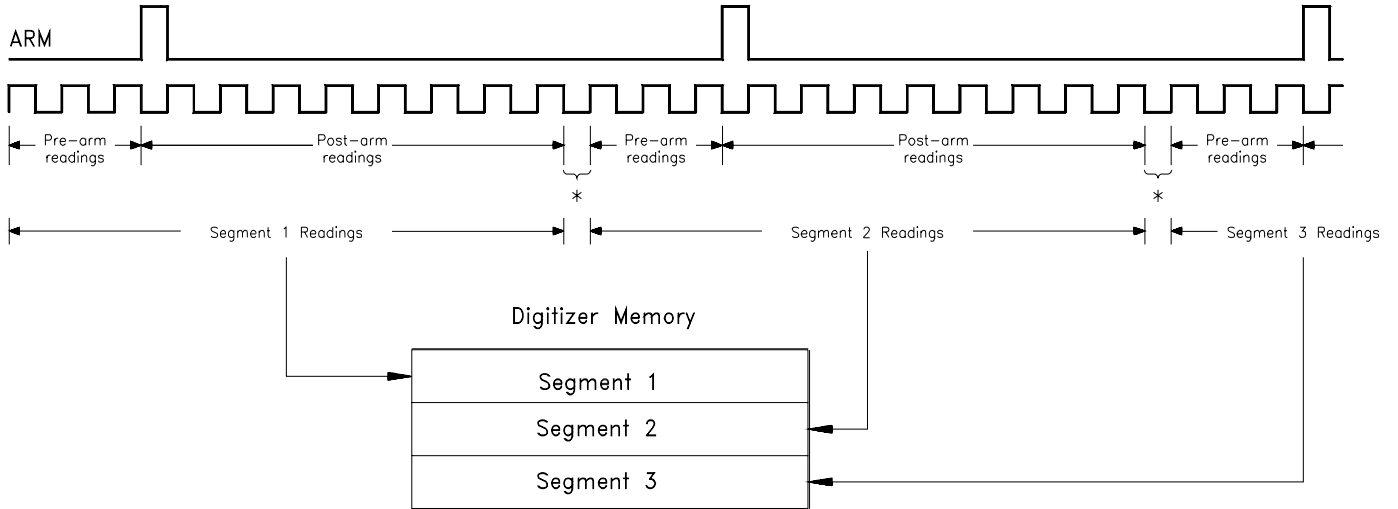 ARM
Pre-arm
readings
Post-arm
readings
Pre-arm
readings
Post-arm
readings
Pre-arm
readings
*
*
Segment 1 Readings
Segment 2 Readings
Segment 3 Readings
Digitizer Memory
Segment 1
Segment 2
Segment 3